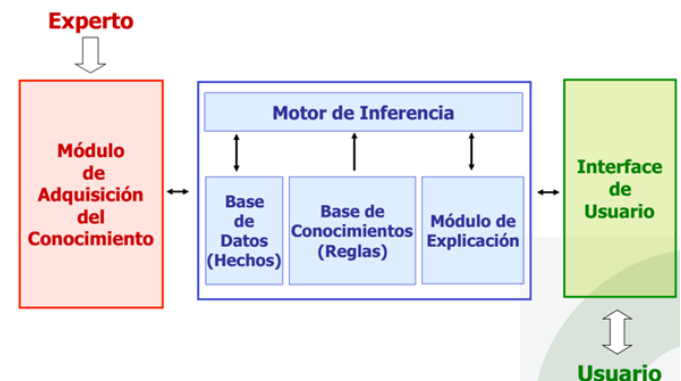 Experto
Módulo
de
Adquisición
del
Conocimiento
Motor de Inferencia
Base
de
Datos
(Hechos)
Base de
Conocimientos
(Reglas)
Módulo de
Explicación
Interface
de
Usuario
Usuario